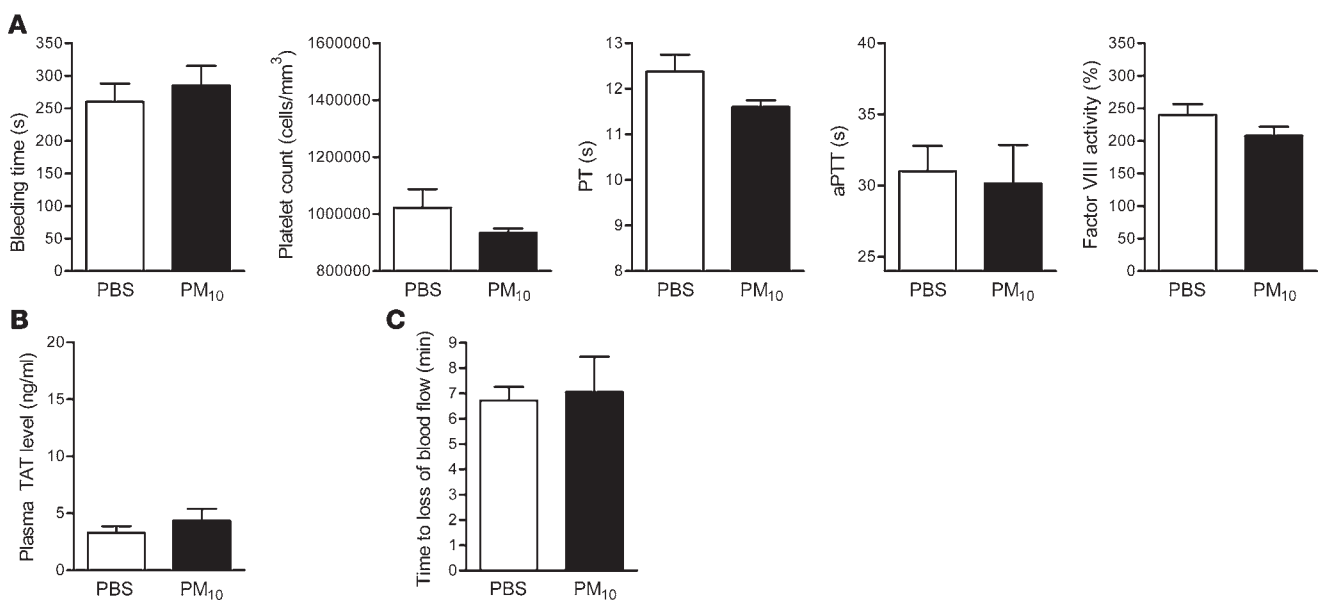 A
Bleeding time (s)
350
300
250
200
150
100
50
0
PBS
PM10
Platelet count (cells/mm3)
1600000
1400000
1200000
1000000
800000
PBS
PM10
PT (s)
13
12
11
10
9
8
PBS
PM10
aPTT (s)
40
35
30
25
PBS
PM10
Factor VIII activity (%)
350
300
250
200
150
100
50
0
PBS
PM10
B
Plasma TAT level (ng/ml)
20
15
10
5
0
PBS
PM10
C
Time to loss of blood flow (min)
9
8
7
6
5
4
3
2
1
0
PBS
PM10